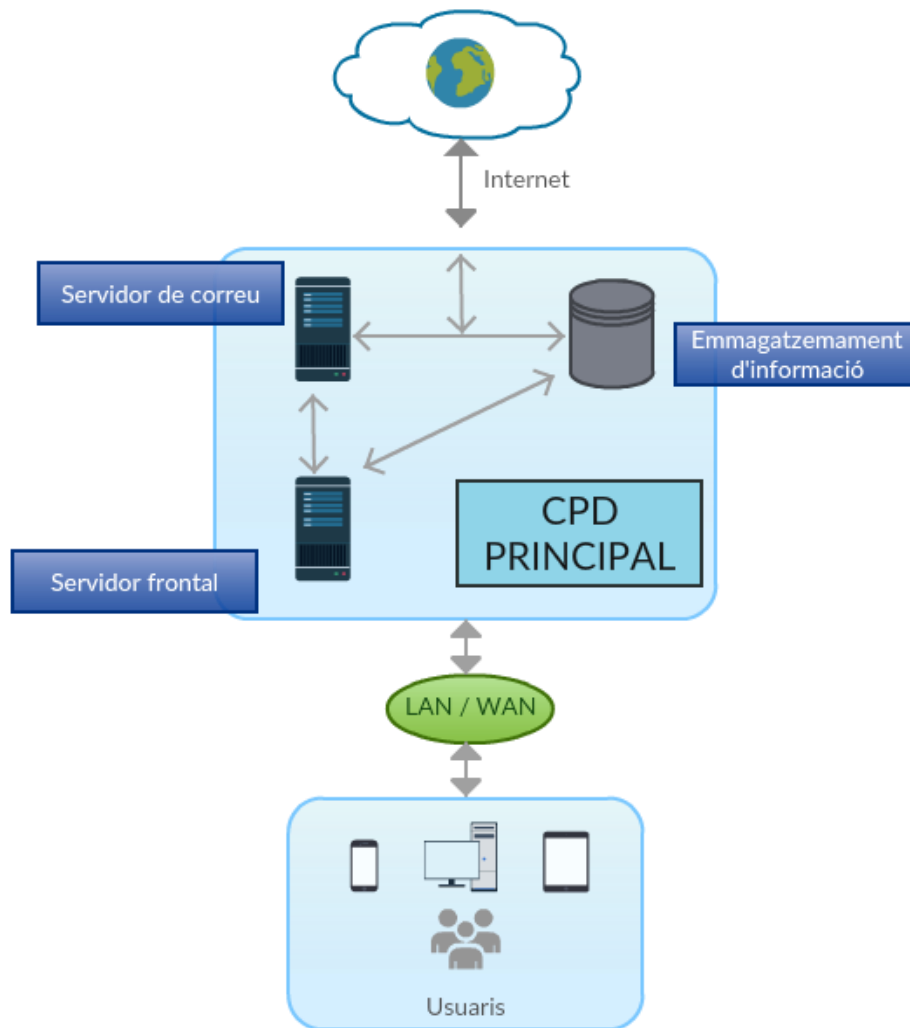 Internet
Servidor de correu
Emmagatzemament
d'informació
Servidor frontal
CPD
PRINCIPAL
LAN / WAN
Usuaris